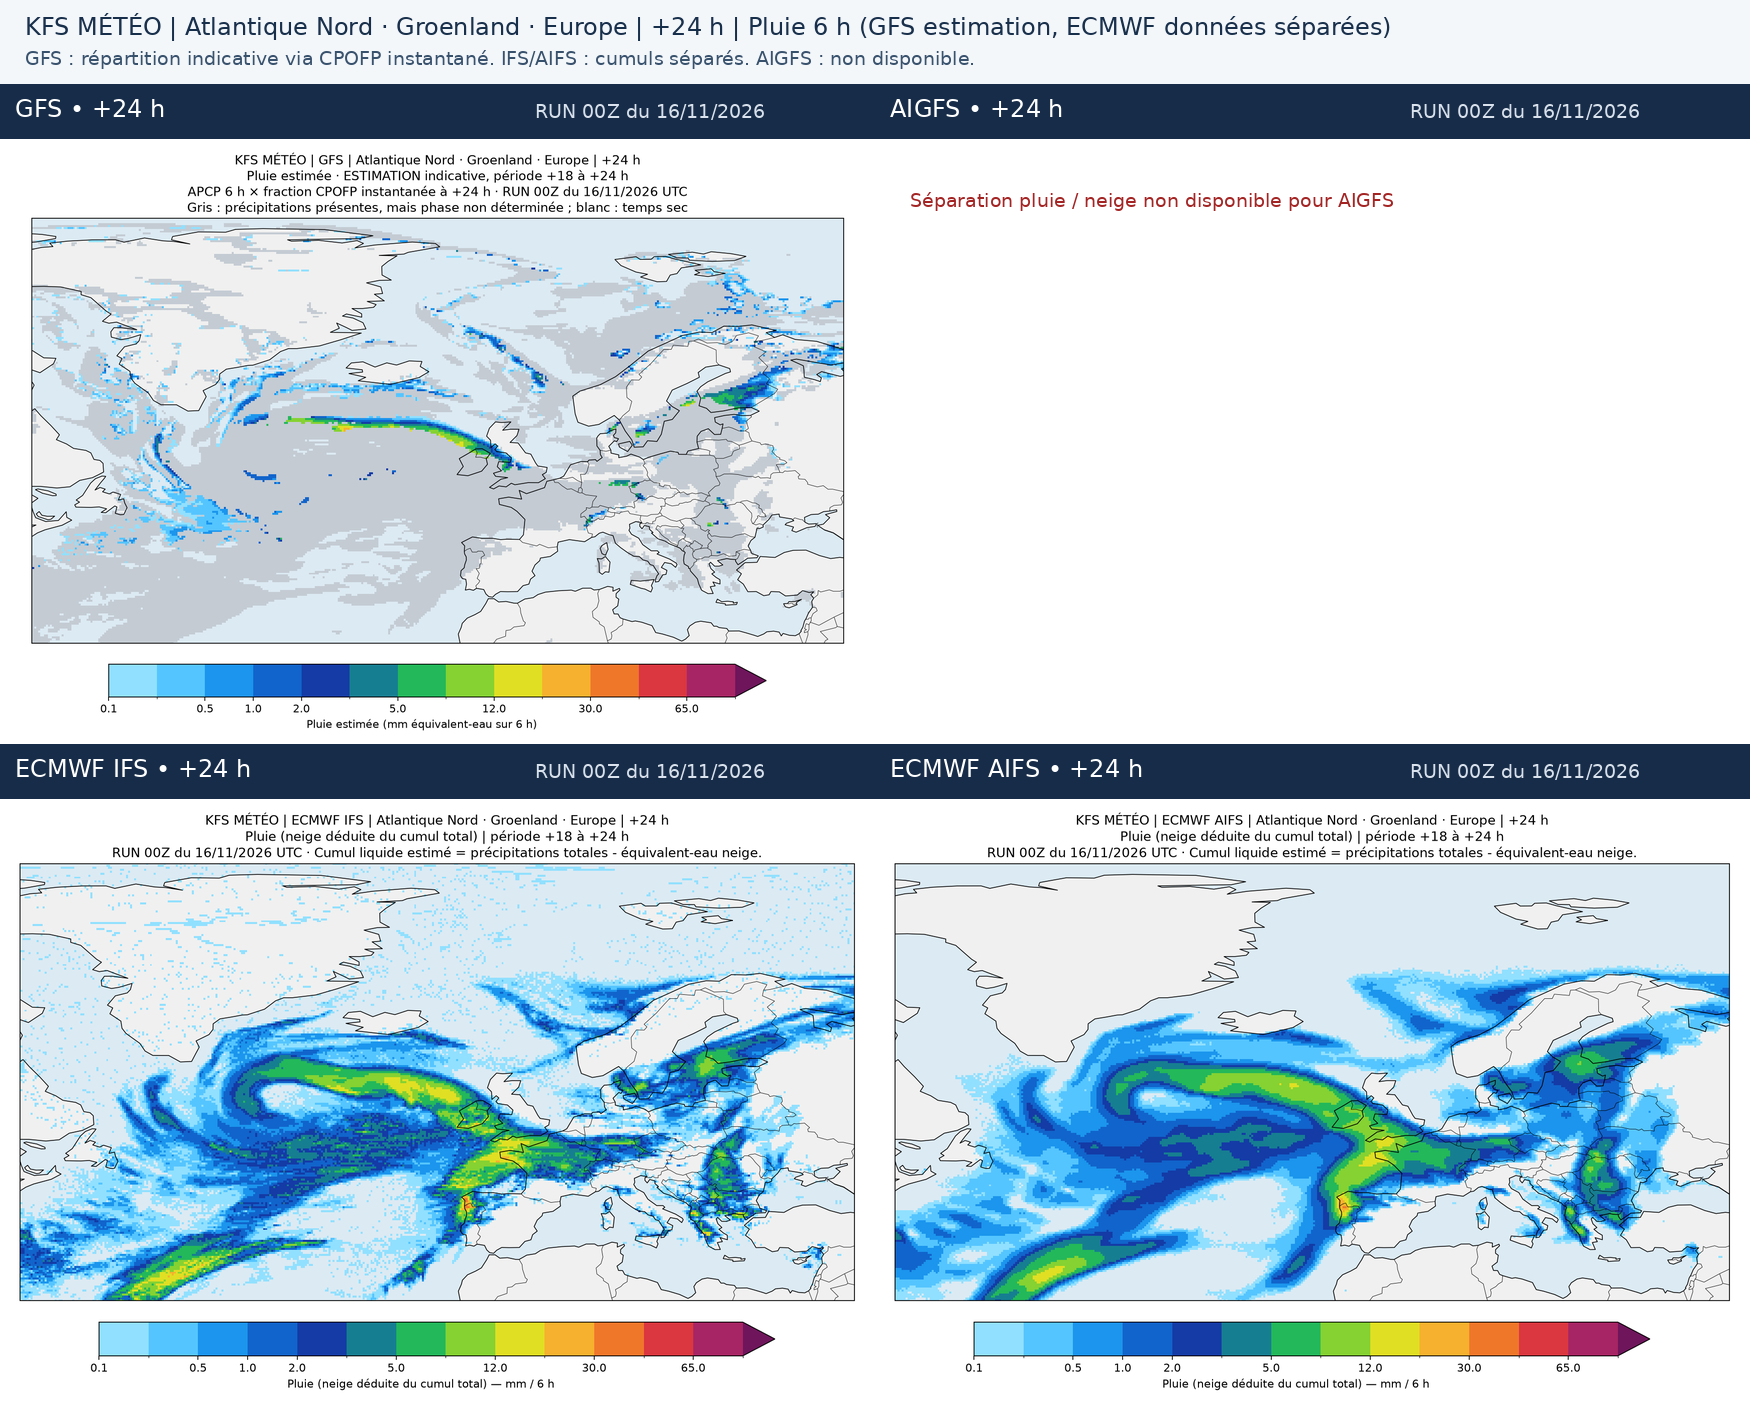 KFS MÉTÉO | Atlantique Nord · Groenland · Europe | +24 h | Pluie 6 h (GFS estimation, ECMWF données séparées)
GFS : répartition indicative via CPOFP instantané. IFS/AIFS : cumuls séparés. AIGFS : non disponible.
GFS • +24 h
RUN 00Z du 16/11/2026
AIGFS • +24 h
RUN 00Z du 16/11/2026
KFS MÉTÉO | GFS | Atlantique Nord · Groenland · Europe | +24 h
Pluie estimée · ESTIMATION indicative, période +18 à +24 h
APCP 6 h × fraction CPOFP instantanée à +24 h · RUN 00Z du 16/11/2026 UTC
Gris : précipitations présentes, mais phase non déterminée ; blanc : temps sec
Séparation pluie / neige non disponible pour AIGFS
0.1 0.5 1.0 2.0 5.0 12.0 30.0 65.0
Pluie estimée (mm équivalent-eau sur 6 h)
ECMWF IFS • +24 h
RUN 00Z du 16/11/2026
ECMWF AIFS • +24 h
RUN 00Z du 16/11/2026
KFS MÉTÉO | ECMWF IFS | Atlantique Nord · Groenland · Europe | +24 h
Pluie (neige déduite du cumul total) | période +18 à +24 h
RUN 00Z du 16/11/2026 UTC · Cumul liquide estimé = précipitations totales - équivalent-eau neige.
KFS MÉTÉO | ECMWF AIFS | Atlantique Nord · Groenland · Europe | +24 h
Pluie (neige déduite du cumul total) | période +18 à +24 h
RUN 00Z du 16/11/2026 UTC · Cumul liquide estimé = précipitations totales - équivalent-eau neige.
0.1 0.5 1.0 2.0 5.0 12.0 30.0 65.0
Pluie (neige déduite du cumul total) — mm / 6 h
0.1 0.5 1.0 2.0 5.0 12.0 30.0 65.0
Pluie (neige déduite du cumul total) — mm / 6 h